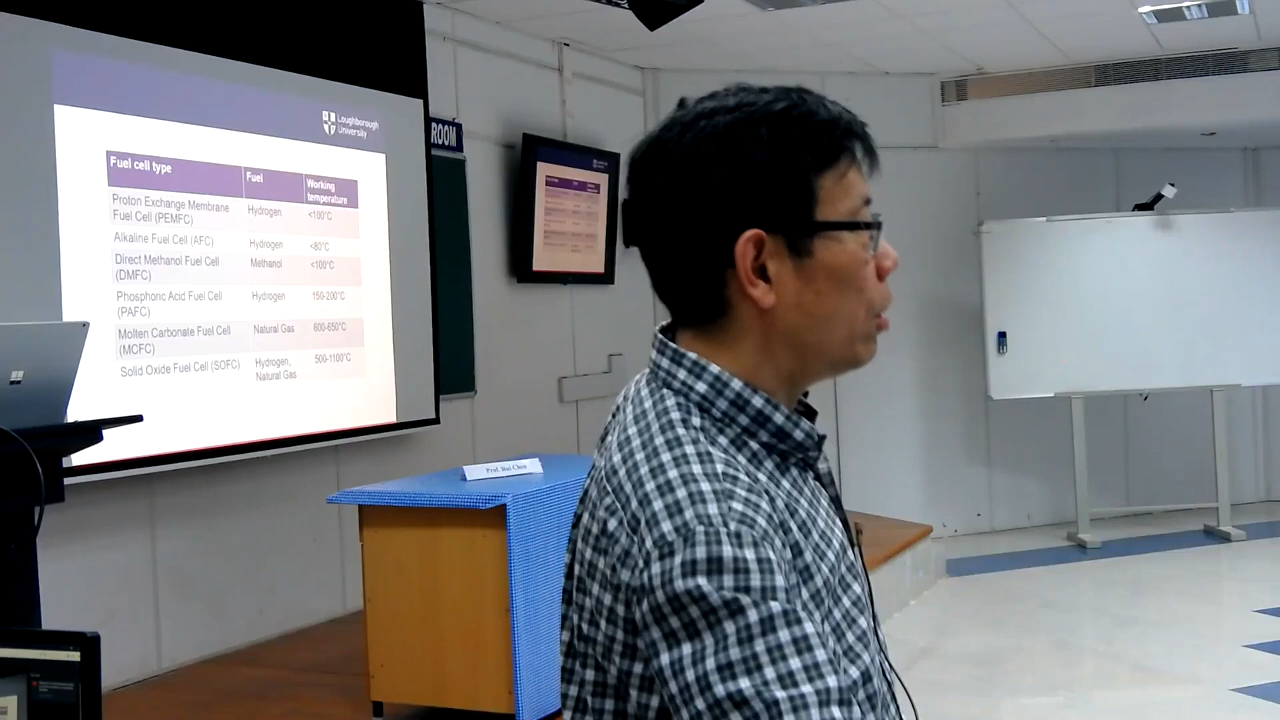 Loughborough
University
Fuel cell type
Fuel
Working
temperature
Proton Exchange Membrane
Fuel Cell (PEMFC)
Hydrogen
<100°C
Alkaline Fuel Cell (AFC)
Hydrogen
<80°C
Direct Methanol Fuel Cell
(DMFC)
Methanol
<100°C
Phosphoric Acid Fuel Cell
(PAFC)
Hydrogen
150-200°C
Molten Carbonate Fuel Cell
(MCFC)
Natural Gas
600-650°C
Solid Oxide Fuel Cell (SOFC)
Hydrogen,
Natural Gas
500-1100°C
ROOM
Prof. Rui Chen